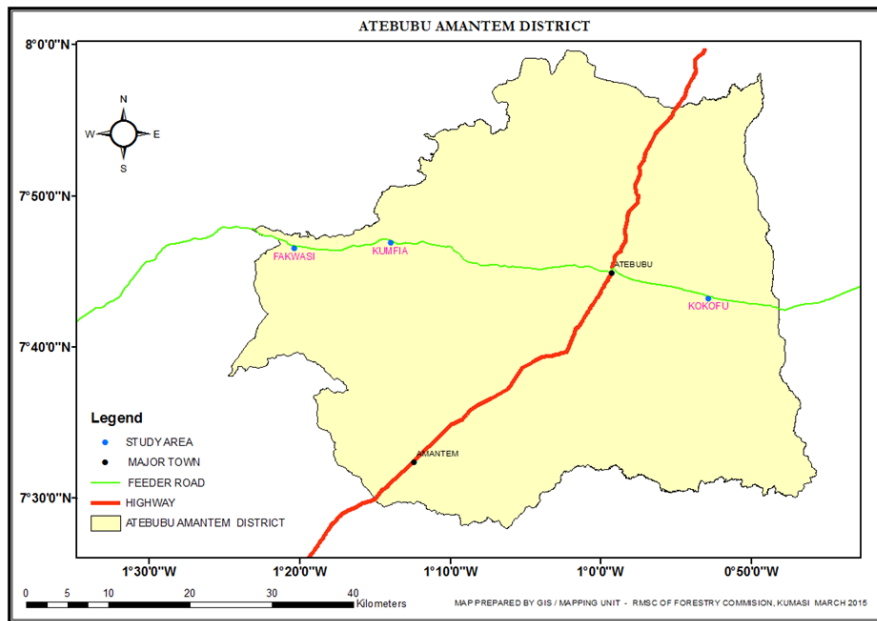 ATEBUBU AMANTEM DISTRICT
8°0'0"N
N
W E
S
7°50'0"N
FAKWASI
KUMFIA
ATEBUBU
KOKOFU
7°40'0"N
Legend
STUDY AREA
MAJOR TOWN
FEEDER ROAD
HIGHWAY
ATEBUBU AMANTEM DISTRICT
AMANTEM
7°30'0"N
1°30'0"W 1°20'0"W 1°10'0"W 1°0'0"W 0°50'0"W
0 5 10 20 30 40
Kilometers
MAP PREPARED BY GIS / MAPPING UNIT - RMSC OF FORESTRY COMMISION, KUMASI MARCH 2015